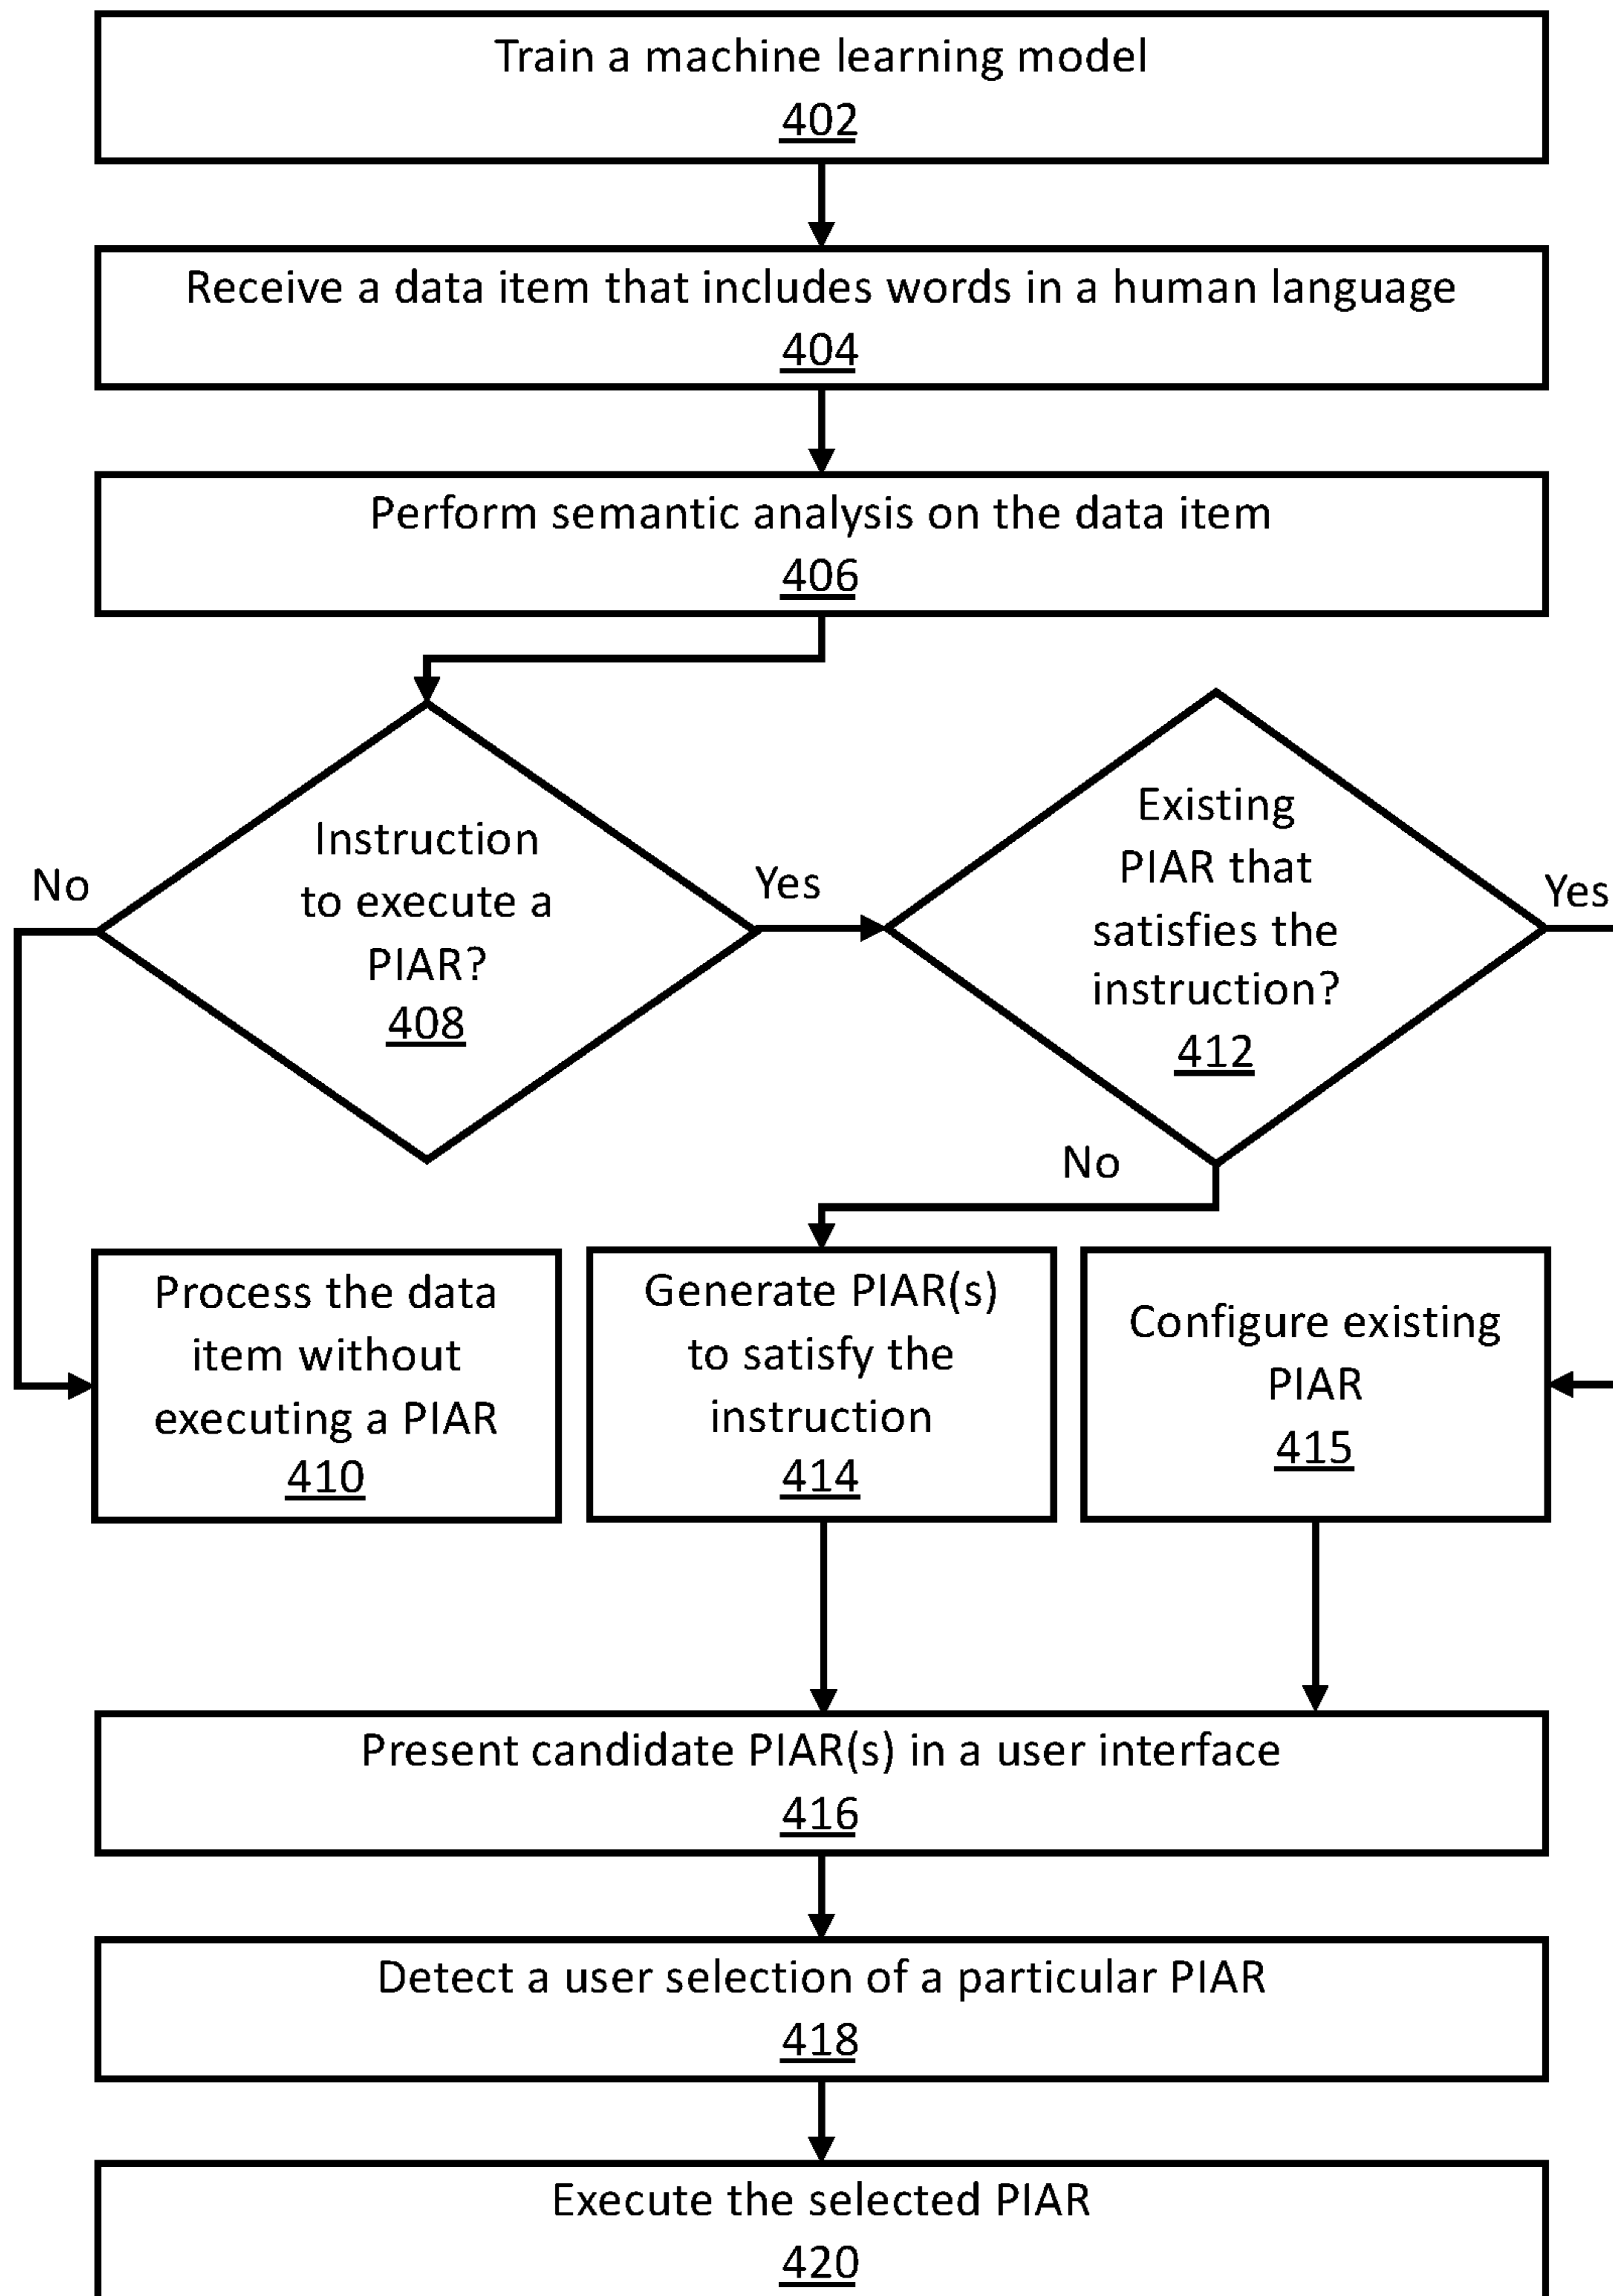 Train a machine learning model
402
Receive a data item that includes words in a human language
404
Perform semantic analysis on the data item
406
No
Instruction
to execute a
PIAR?
408
Yes
Existing
PIAR that
satisfies the
instruction?
412
Yes
No
Process the data
item without
executing a PIAR
410
Generate PIAR(s)
to satisfy the
instruction
414
Configure existing
PIAR
415
Present candidate PIAR(s) in a user interface
416
Detect a user selection of a particular PIAR
418
Execute the selected PIAR
420